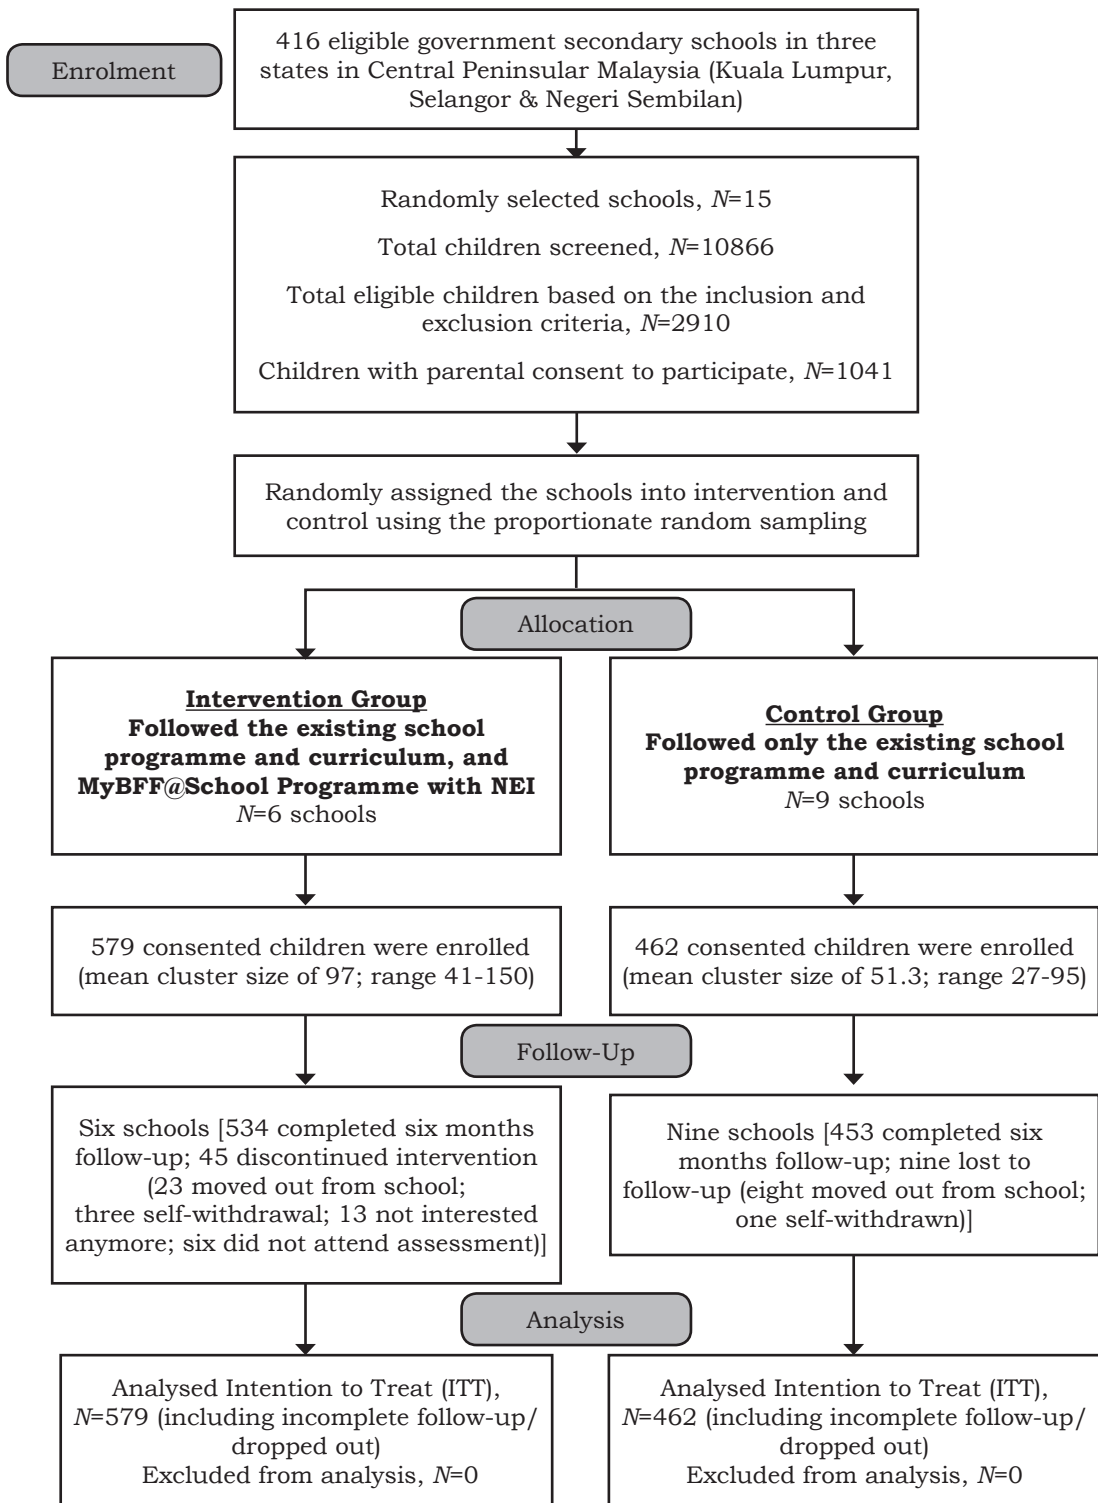 Enrolment
416 eligible government secondary schools in three
states in Central Peninsular Malaysia (Kuala Lumpur,
Selangor & Negeri Sembilan)
Randomly selected schools, N=15
Total children screened, N=10866
Total eligible children based on the inclusion and
exclusion criteria, N=2910
Children with parental consent to participate, N=1041
Randomly assigned the schools into intervention and
control using the proportionate random sampling
Allocation
Intervention Group
Followed the existing school
programme and curriculum, and
MyBFF@School Programme with NEI
N=6 schools
Control Group
Followed only the existing school
programme and curriculum
N=9 schools
579 consented children were enrolled
(mean cluster size of 97; range 41-150)
462 consented children were enrolled
(mean cluster size of 51.3; range 27-95)
Follow-Up
Six schools [534 completed six months
follow-up; 45 discontinued intervention
(23 moved out from school;
three self-withdrawal; 13 not interested
anymore; six did not attend assessment)]
Nine schools [453 completed six
months follow-up; nine lost to
follow-up (eight moved out from school;
one self-withdrawn)]
Analysis
Analysed Intention to Treat (ITT),
N=579 (including incomplete follow-up/
dropped out)
Excluded from analysis, N=0
Analysed Intention to Treat (ITT),
N=462 (including incomplete follow-up/
dropped out)
Excluded from analysis, N=0